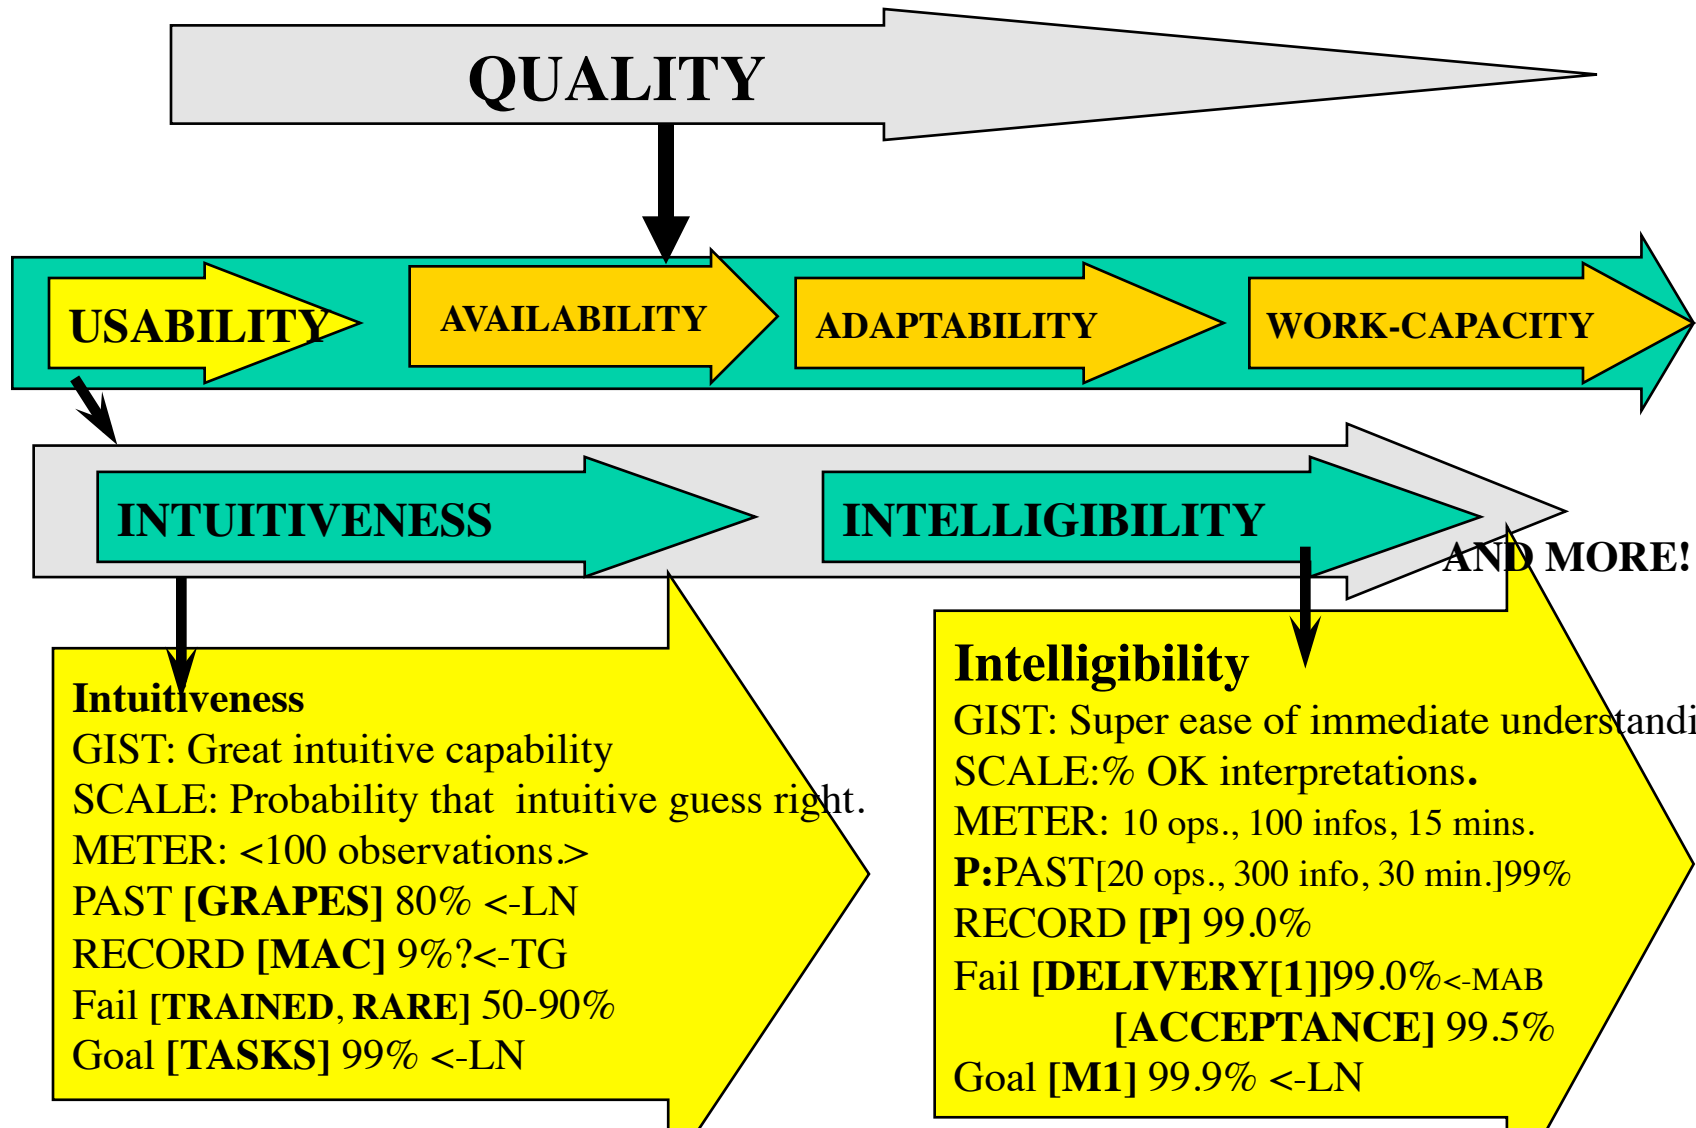 QUALITY
USABILITY
AVAILABILITY
ADAPTABILITY
WORK-CAPACITY
INTUITIVENESS
INTELLIGIBILITY
AND MORE!
Intuitiveness
GIST: Great intuitive capability
SCALE: Probability that intuitive guess right.
METER: <100 observations.>
PAST [GRAPES] 80% <-LN
RECORD [MAC] 9%?<-TG
Fail [TRAINED, RARE] 50-90%
Goal [TASKS] 99% <-LN
Intelligibility
GIST: Super ease of immediate understandi
SCALE:% OK interpretations.
METER: 10 ops., 100 infos, 15 mins.
P:PAST[20 ops., 300 info, 30 min.]99%
RECORD [P] 99.0%
Fail [DELIVERY[1]]99.0%<-MAB
[ACCEPTANCE] 99.5%
Goal [M1] 99.9% <-LN